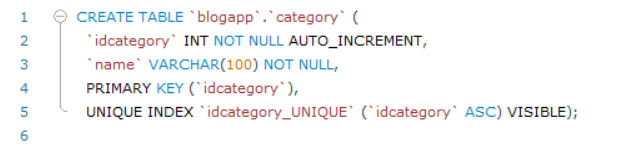 1 CREATE TABLE `blogapp`.`category` (
2 `idcategory` INT NOT NULL AUTO_INCREMENT,
3 `name` VARCHAR(100) NOT NULL,
4 PRIMARY KEY (`idcategory`),
5 UNIQUE INDEX `idcategory_UNIQUE` (`idcategory` ASC) VISIBLE);
6